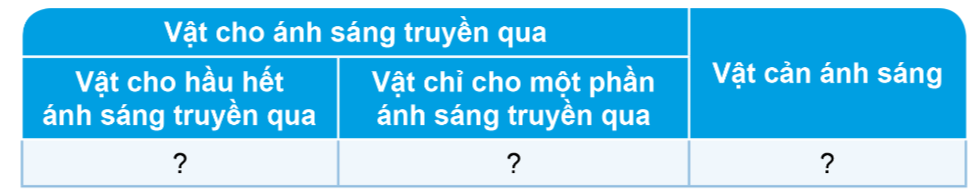 Vật cho ánh sáng truyền qua
Vật cho hầu hết
ánh sáng truyền qua
Vật chỉ cho một phần
ánh sáng truyền qua
Vật cản ánh sáng
?
?
?